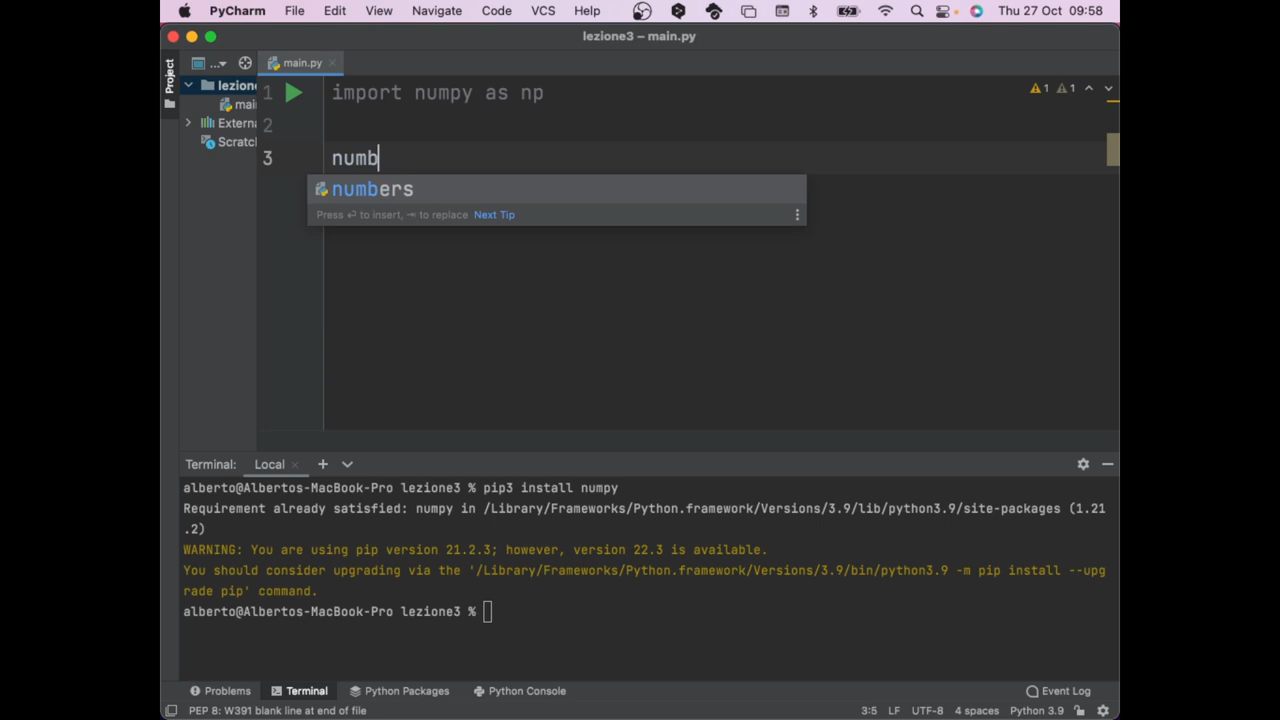 PyCharm File Edit View Navigate Code VCS Help Thu 27 Oct 09:58
lezione3 – main.py
Project
...
main.py
lezione
mai
Externa
Scratc
1 import numpy as np
1 1
2
3 numb
numbers
Press ↩ to insert, ⇥ to replace Next Tip
Terminal: Local
alberto@Albertos-MacBook-Pro lezione3 % pip3 install numpy
Requirement already satisfied: numpy in /Library/Frameworks/Python.framework/Versions/3.9/lib/python3.9/site-packages (1.21
.2)
WARNING: You are using pip version 21.2.3; however, version 22.3 is available.
You should consider upgrading via the '/Library/Frameworks/Python.framework/Versions/3.9/bin/python3.9 -m pip install --upg
rade pip' command.
alberto@Albertos-MacBook-Pro lezione3 %
Problems Terminal Python Packages Python Console Event Log
PEP 8: W391 blank line at end of file 3:5 LF UTF-8 4 spaces Python 3.9